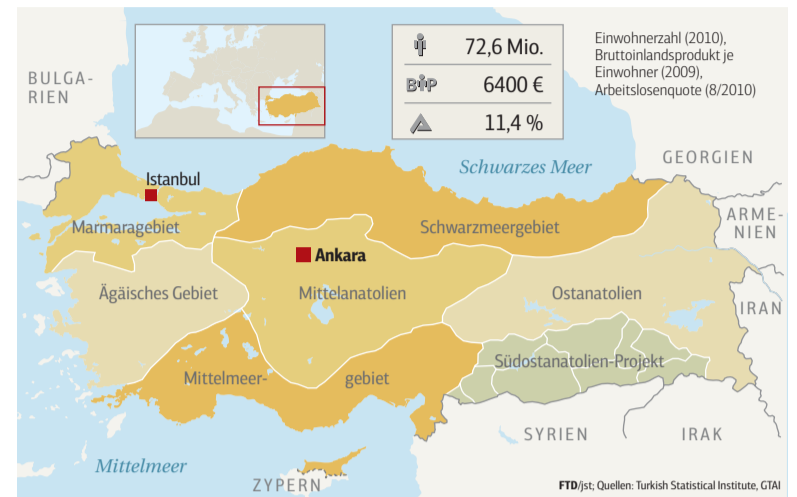 72,6 Mio.
BIP
6400 €
11,4 %
Einwohnerzahl (2010),
Bruttoinlandsprodukt je
Einwohner (2009),
Arbeitslosenquote (8/2010)
BULGA-
RIEN
Schwarzes Meer
GEORGIEN
Istanbul
ARME-
NIEN
Marmaragebiet
Schwarzmeergebiet
Ankara
Ägäisches Gebiet
Mittelanatolien
Ostanatolien
IRAN
Südostanatolien-Projekt
Mittelmeer-
gebiet
SYRIEN
IRAK
Mittelmeer
ZYPERN
FTD/jst; Quellen: Turkish Statistical Institute, GTAI